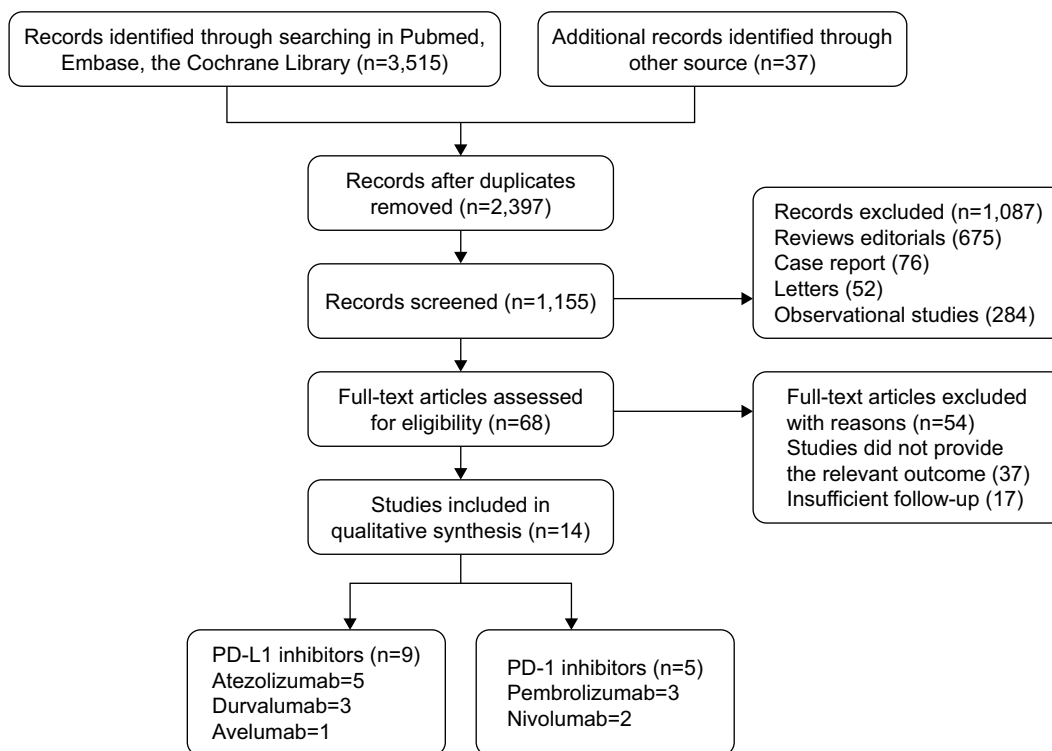 Records identified through searching in Pubmed,
Embase, the Cochrane Library (n=3,515)
Additional records identified through
other source (n=37)
Records after duplicates
removed (n=2,397)
Records excluded (n=1,087)
Reviews editorials (675)
Case report (76)
Letters (52)
Observational studies (284)
Records screened (n=1,155)
Full-text articles assessed
for eligibility (n=68)
Full-text articles excluded
with reasons (n=54)
Studies did not provide
the relevant outcome (37)
Insufficient follow-up (17)
Studies included in
qualitative synthesis (n=14)
PD-L1 inhibitors (n=9)
Atezolizumab=5
Durvalumab=3
Avelumab=1
PD-1 inhibitors (n=5)
Pembrolizumab=3
Nivolumab=2